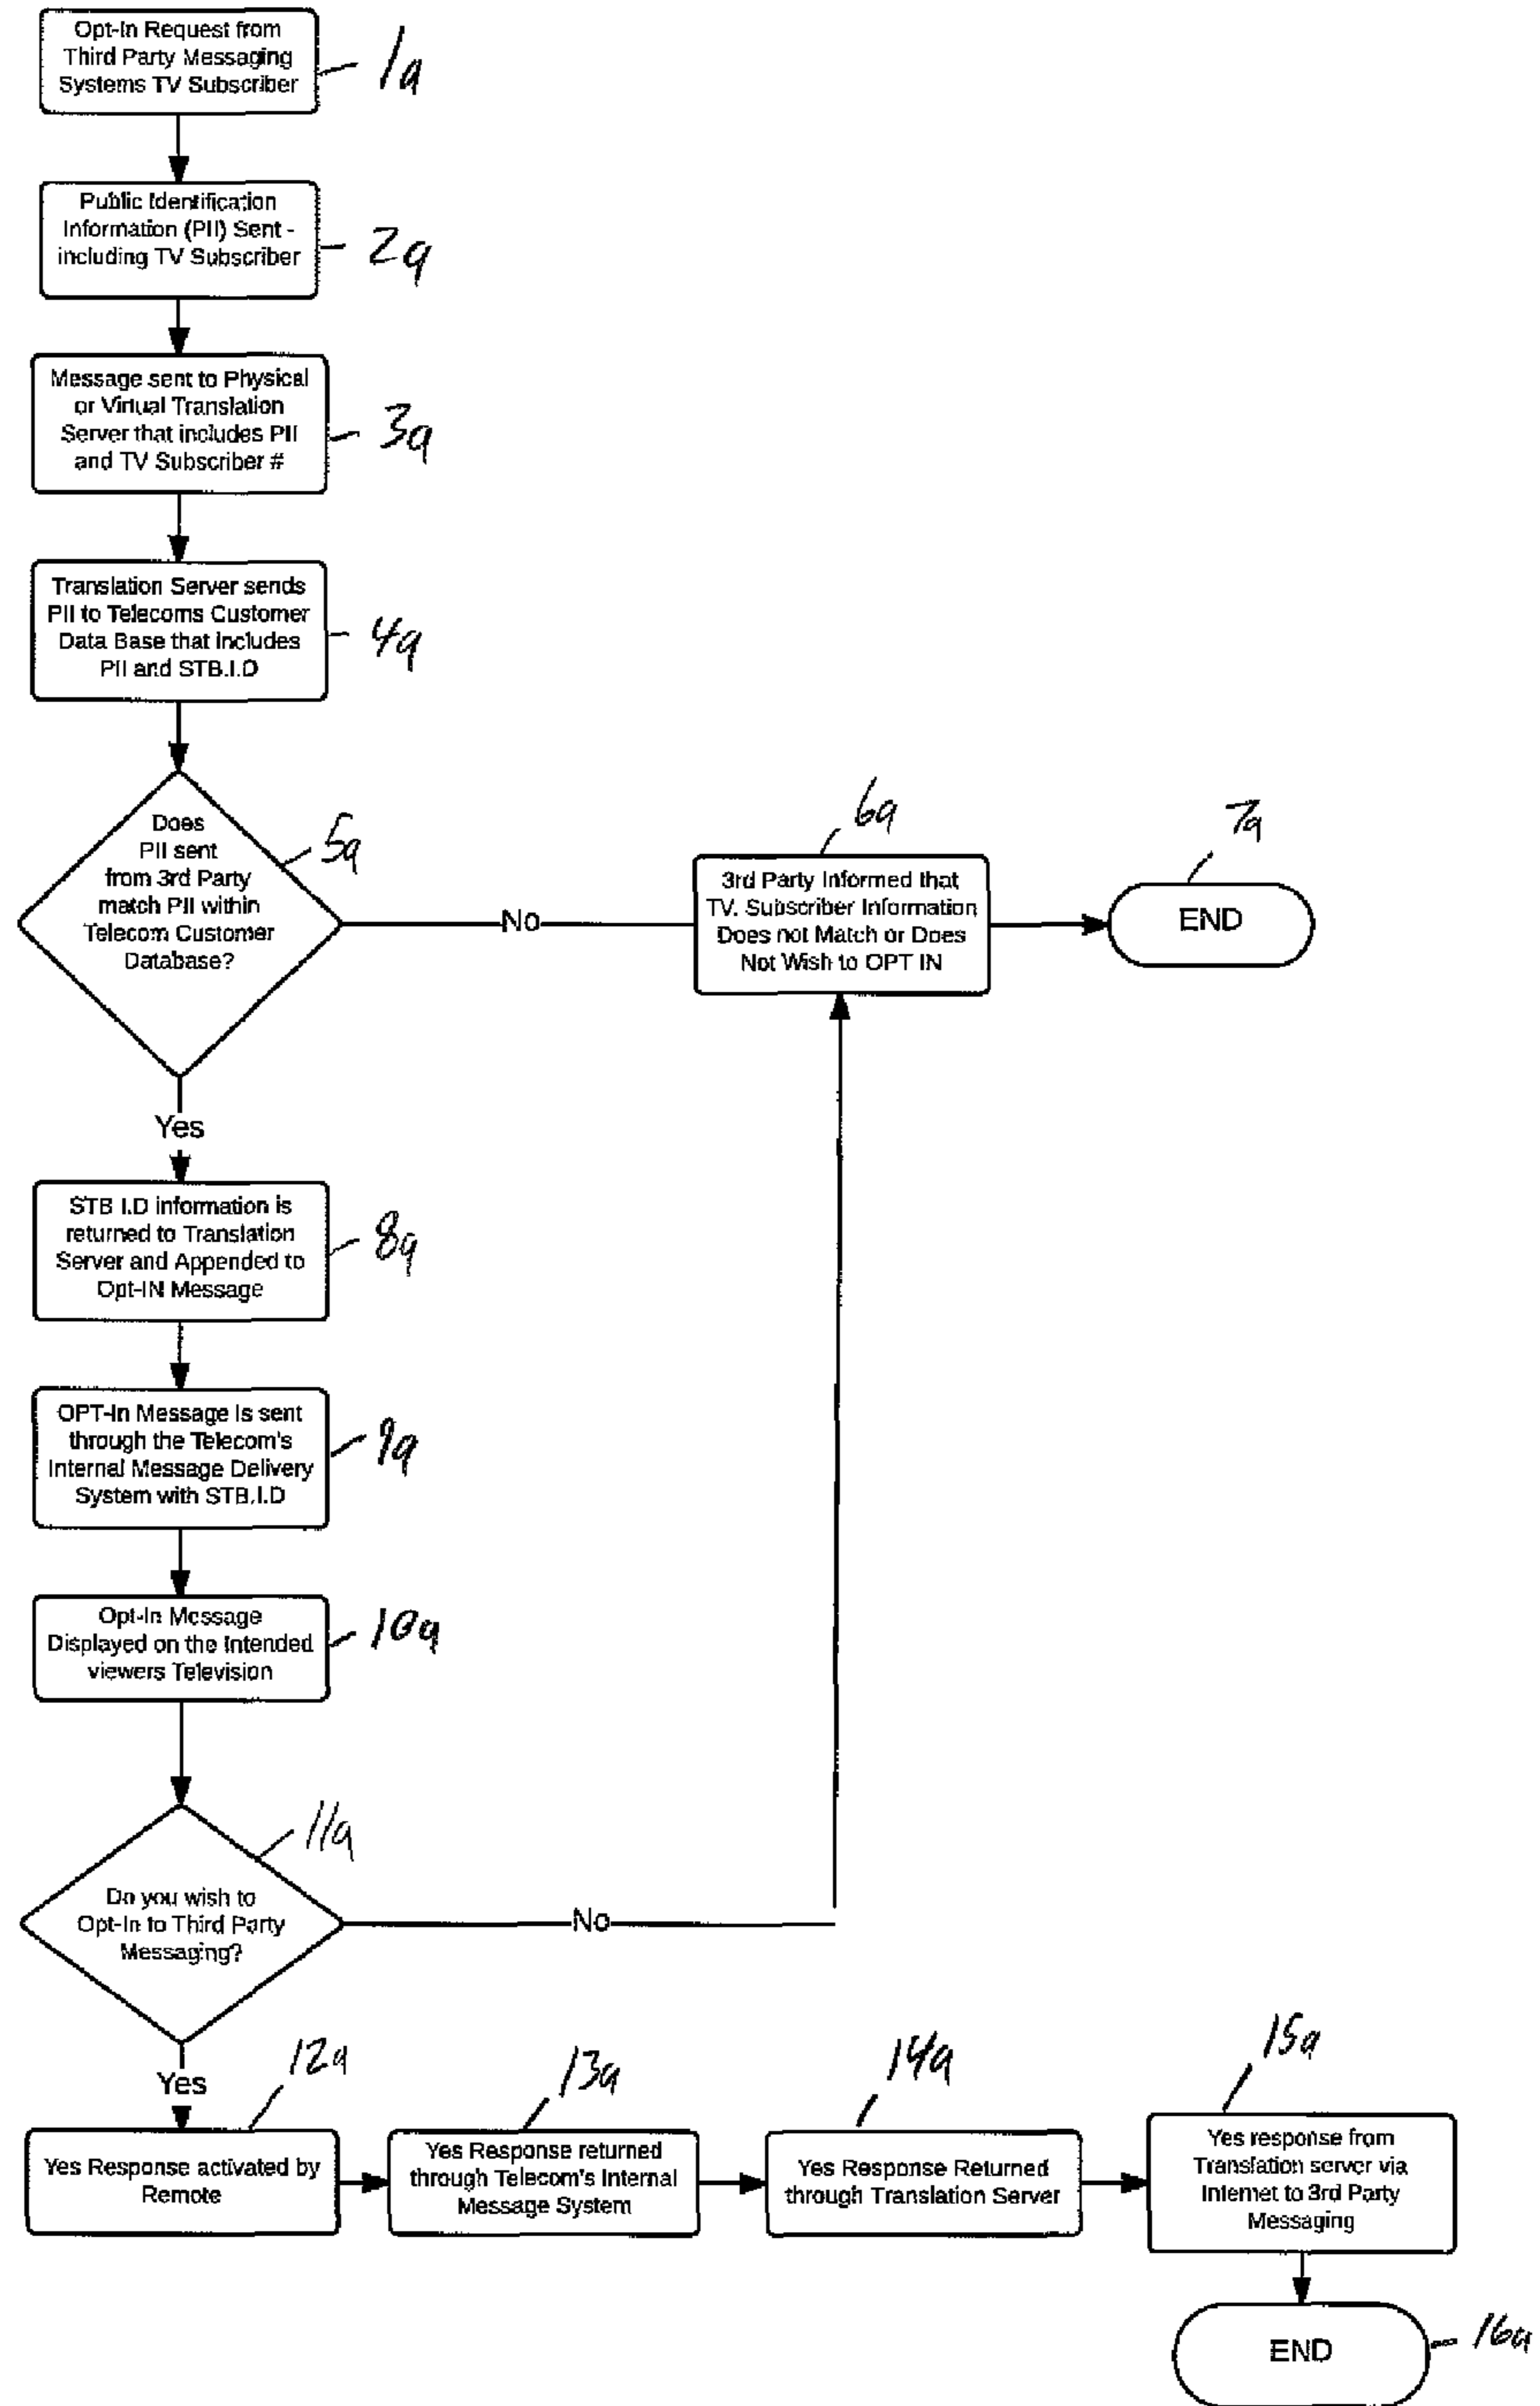 Opt-In Request from
Third Party Messaging
Systems TV Subscriber
1a
Public Identification
Information (PII) Sent -
including TV Subscriber
2a
Message sent to Physical
or Virtual Translation
Server that includes PII
and TV Subscriber #
3a
Translation Server sends
PII to Telecoms Customer
Data Base that includes
PII and STB.I.D
4a
Does
PII sent
from 3rd Party
match PII within
Telecom Customer
Database?
5a
No
6a
3rd Party Informed that
TV. Subscriber Information
Does not Match or Does
Not Wish to OPT IN
7a
END
Yes
STB I.D information is
returned to Translation
Server and Appended to
Opt-IN Message
8a
OPT-In Message is sent
through the Telecom's
Internal Message Delivery
System with STB.I.D
9a
Opt-In Message
Displayed on the Intended
viewers Television
10a
11a
Do you wish to
Opt-In to Third Party
Messaging?
No
Yes
12a
Yes Response activated by
Remote
13a
Yes Response returned
through Telecom's Internal
Message System
14a
Yes Response Returned
through Translation Server
15a
Yes response from
Translation server via
Internet to 3rd Party
Messaging
END
16a